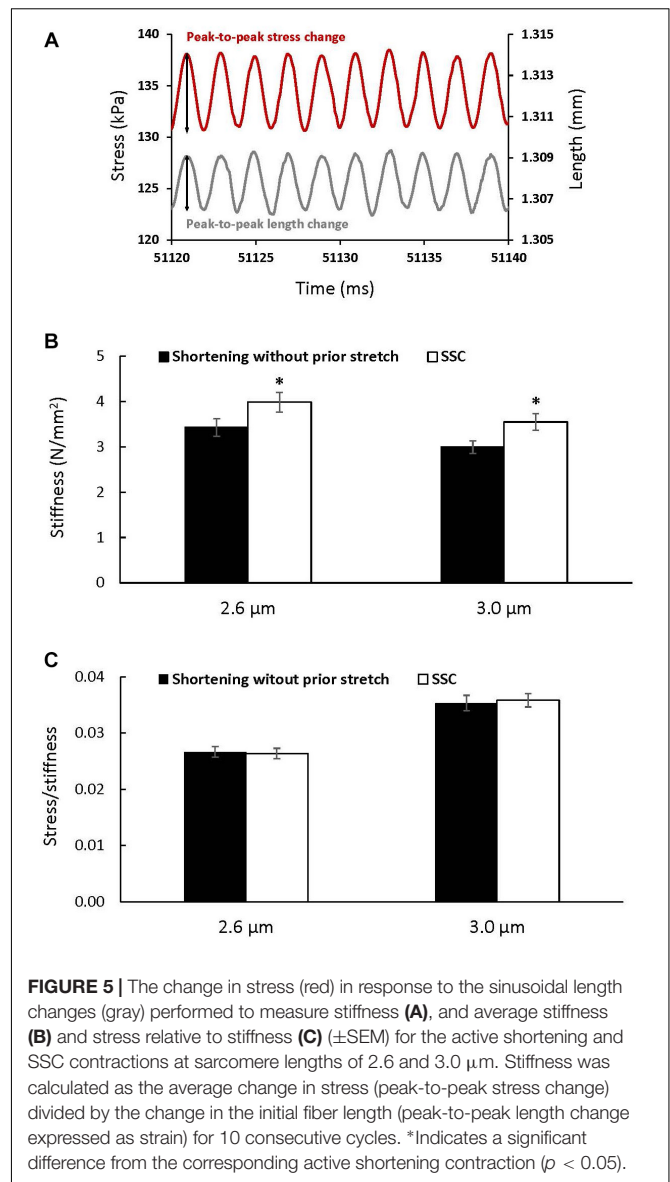 A
Peak-to-peak stress change
140
135
130
125
120
Stress (kPa)
1.315
1.314
1.311
1.309
1.307
1.305
Length (mm)
Peak-to-peak length change
51120 51125 51130 51135 51140
Time (ms)
B
Shortening without prior stretch SSC
5
4
3
2
1
0
Stiffness (N/mm²)
* *
2.6 µm 3.0 µm
C
Shortening witout prior stretch SSC
0.04
0.03
0.02
0.01
0.00
Stress/stiffness
2.6 µm 3.0 µm
FIGURE 5 | The change in stress (red) in response to the sinusoidal length
changes (gray) performed to measure stiffness (A), and average stiffness
(B) and stress relative to stiffness (C) (±SEM) for the active shortening and
SSC contractions at sarcomere lengths of 2.6 and 3.0 µm. Stiffness was
calculated as the average change in stress (peak-to-peak stress change)
divided by the change in the initial fiber length (peak-to-peak length change
expressed as strain) for 10 consecutive cycles. *Indicates a significant
difference from the corresponding active shortening contraction (p < 0.05).